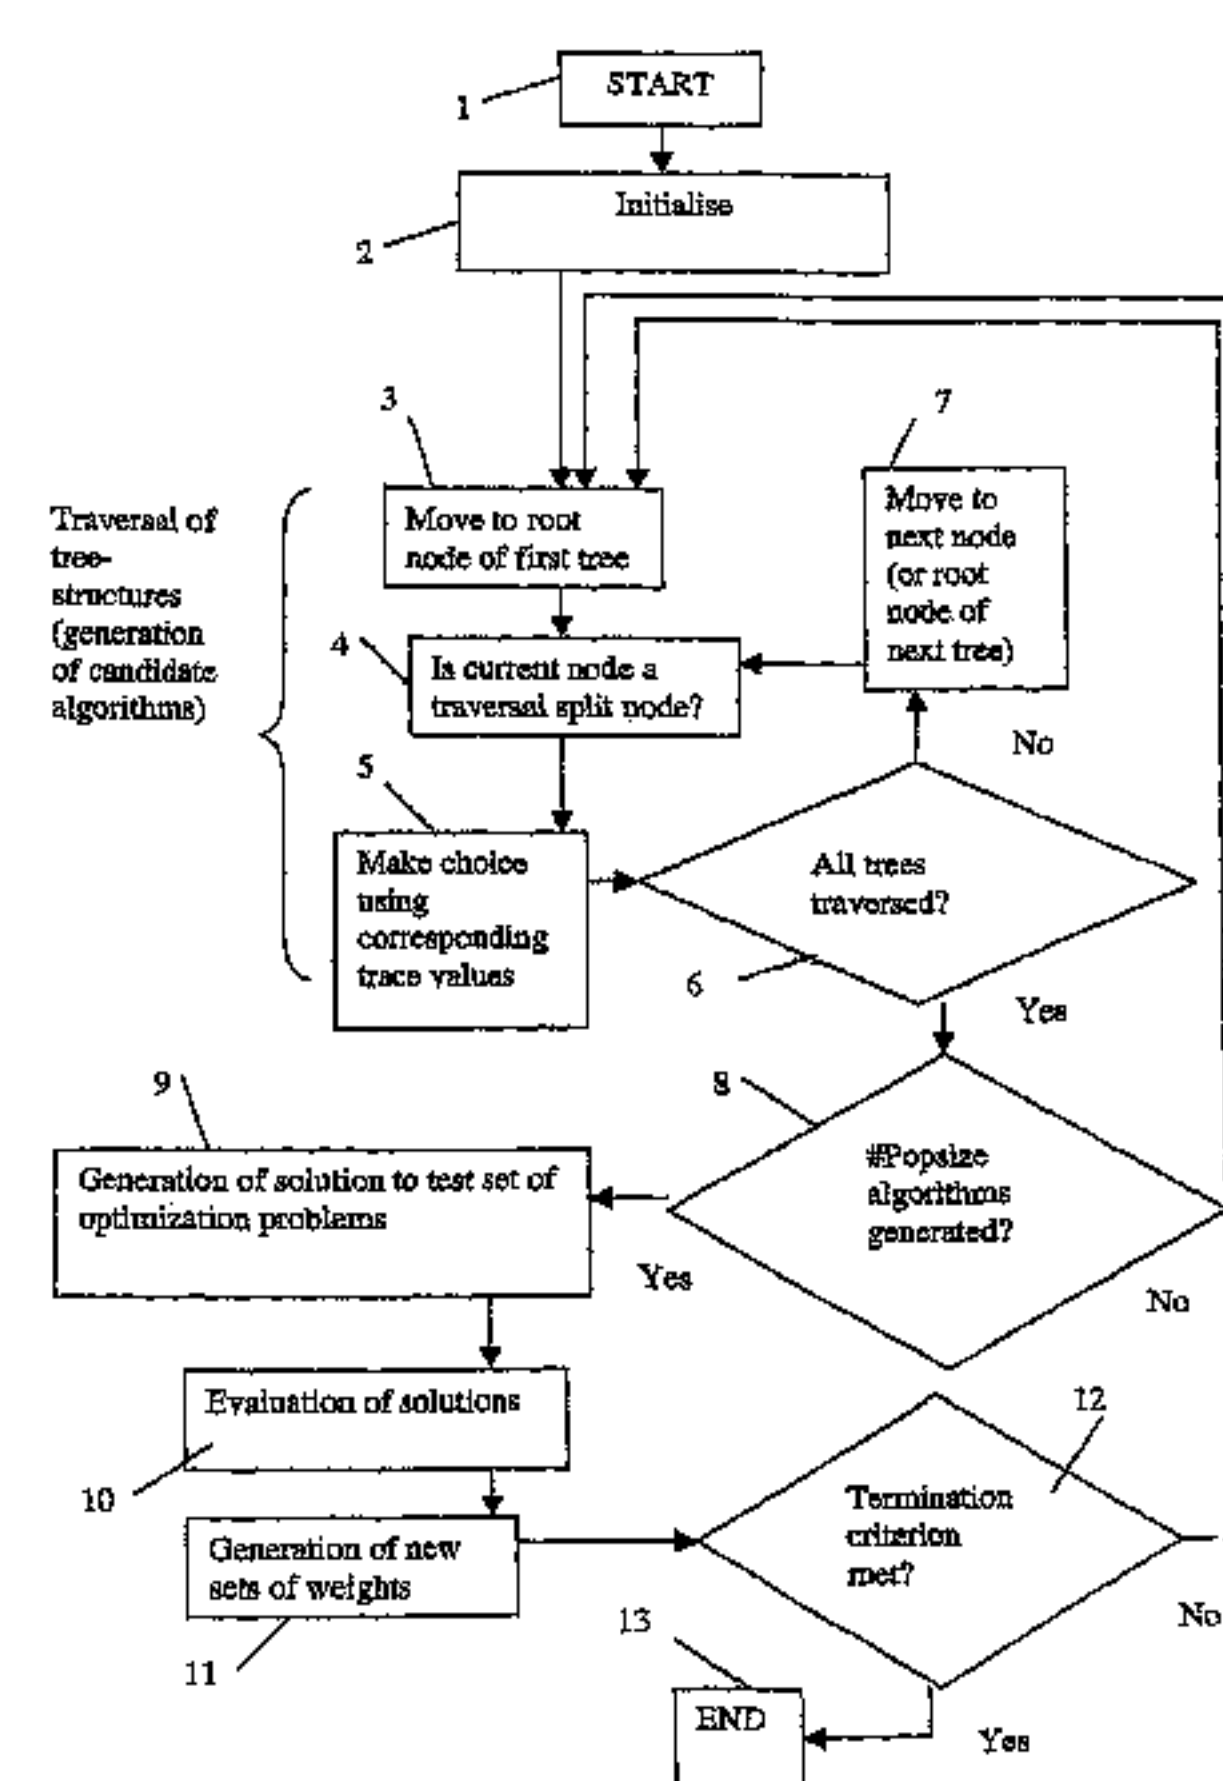 START
1
Initialise
2
3
7
Traversal of
tree-
structures
(generation
of candidate
algorithms)
Move to root
node of first tree
Move to
next node
(or root
node of
next tree)
4
Is current node a
traversal split node?
No
5
Make choice
using
corresponding
trace values
All trees
traversed?
6
Yes
9
8
Generation of solution to test set of
optimization problems
#Popsize
algorithms
generated?
Yes
No
Evaluation of solutions
10
12
Termination
criterion
met?
Generation of new
sets of weights
11
13
No
END
Yes